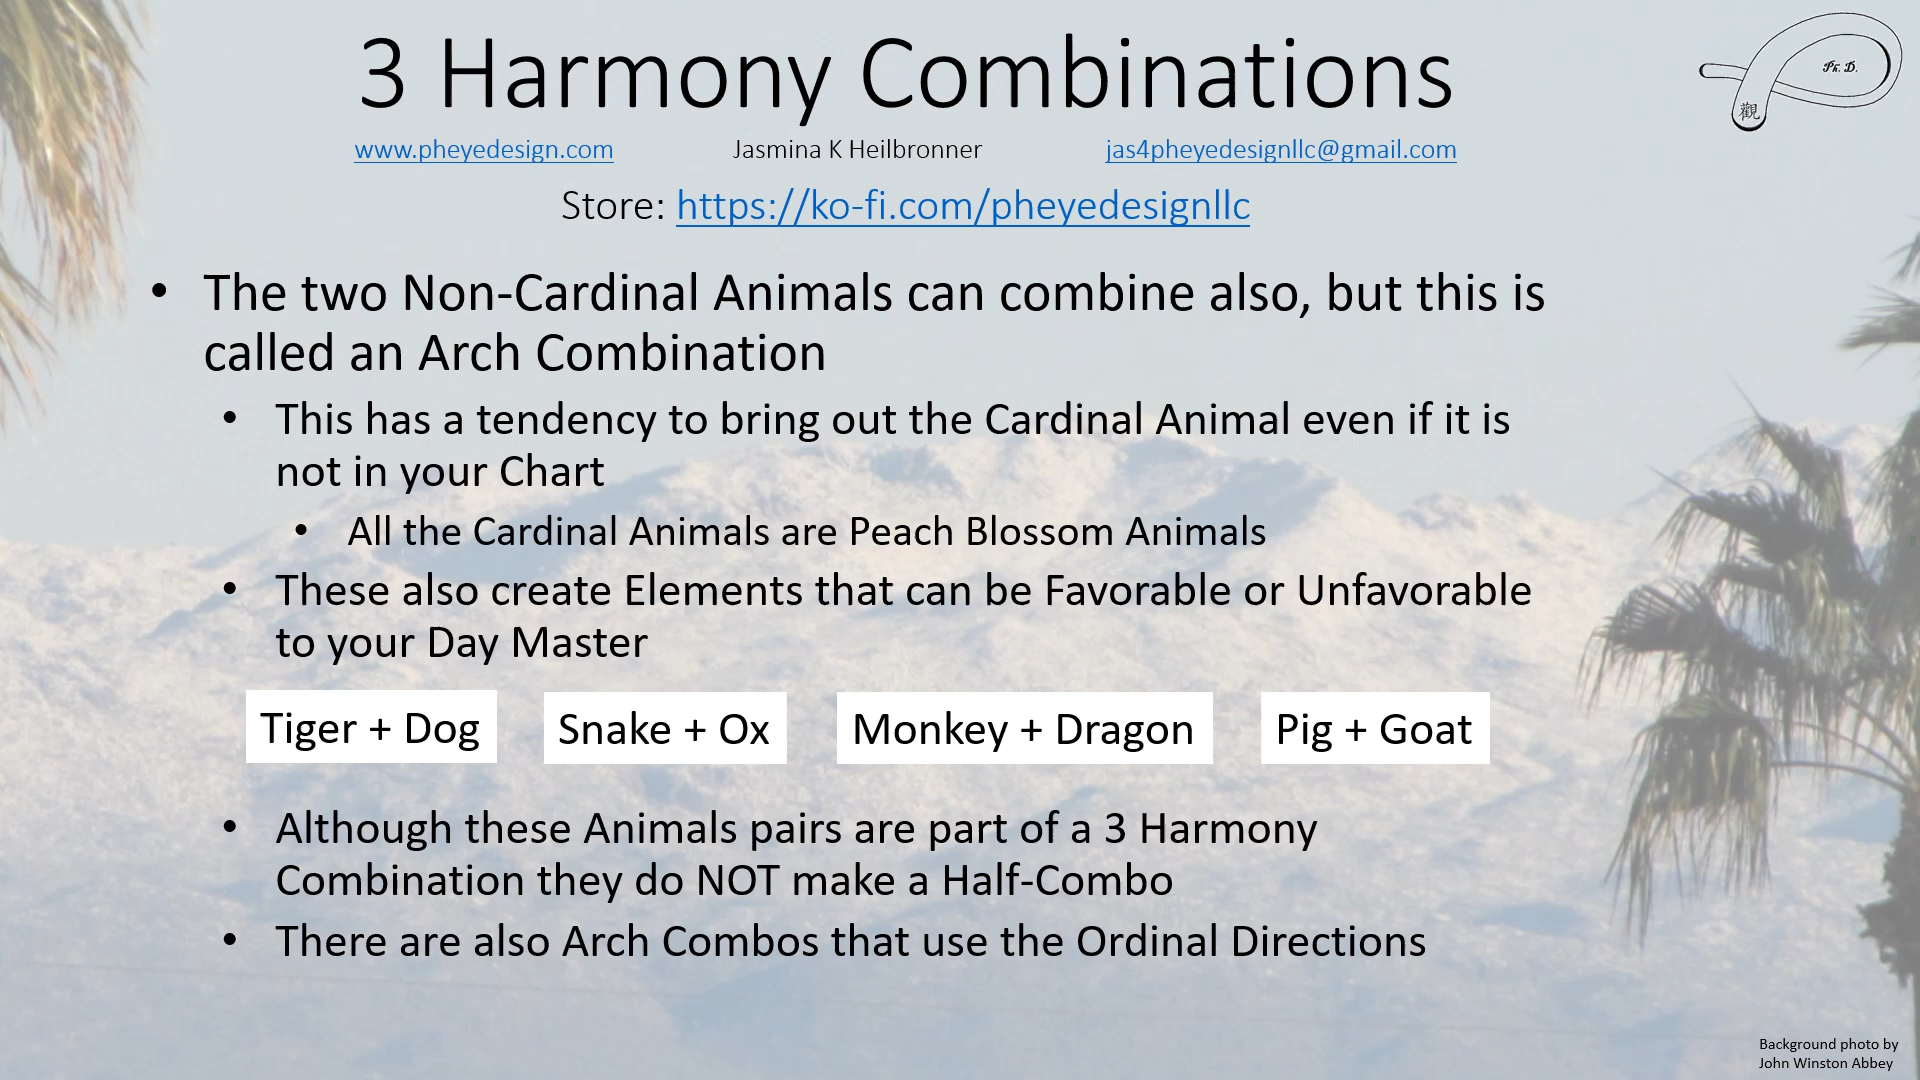 3 Harmony Combinations
Ph. D.
觀
www.pheyedesign.com Jasmina K Heilbronner jas4pheyedesignllc@gmail.com
Store: https://ko-fi.com/pheyedesignllc
• The two Non-Cardinal Animals can combine also, but this is
called an Arch Combination
• This has a tendency to bring out the Cardinal Animal even if it is
not in your Chart
• All the Cardinal Animals are Peach Blossom Animals
• These also create Elements that can be Favorable or Unfavorable
to your Day Master
Tiger + Dog Snake + Ox Monkey + Dragon Pig + Goat
• Although these Animals pairs are part of a 3 Harmony
Combination they do NOT make a Half-Combo
• There are also Arch Combos that use the Ordinal Directions
Background photo by
John Winston Abbey